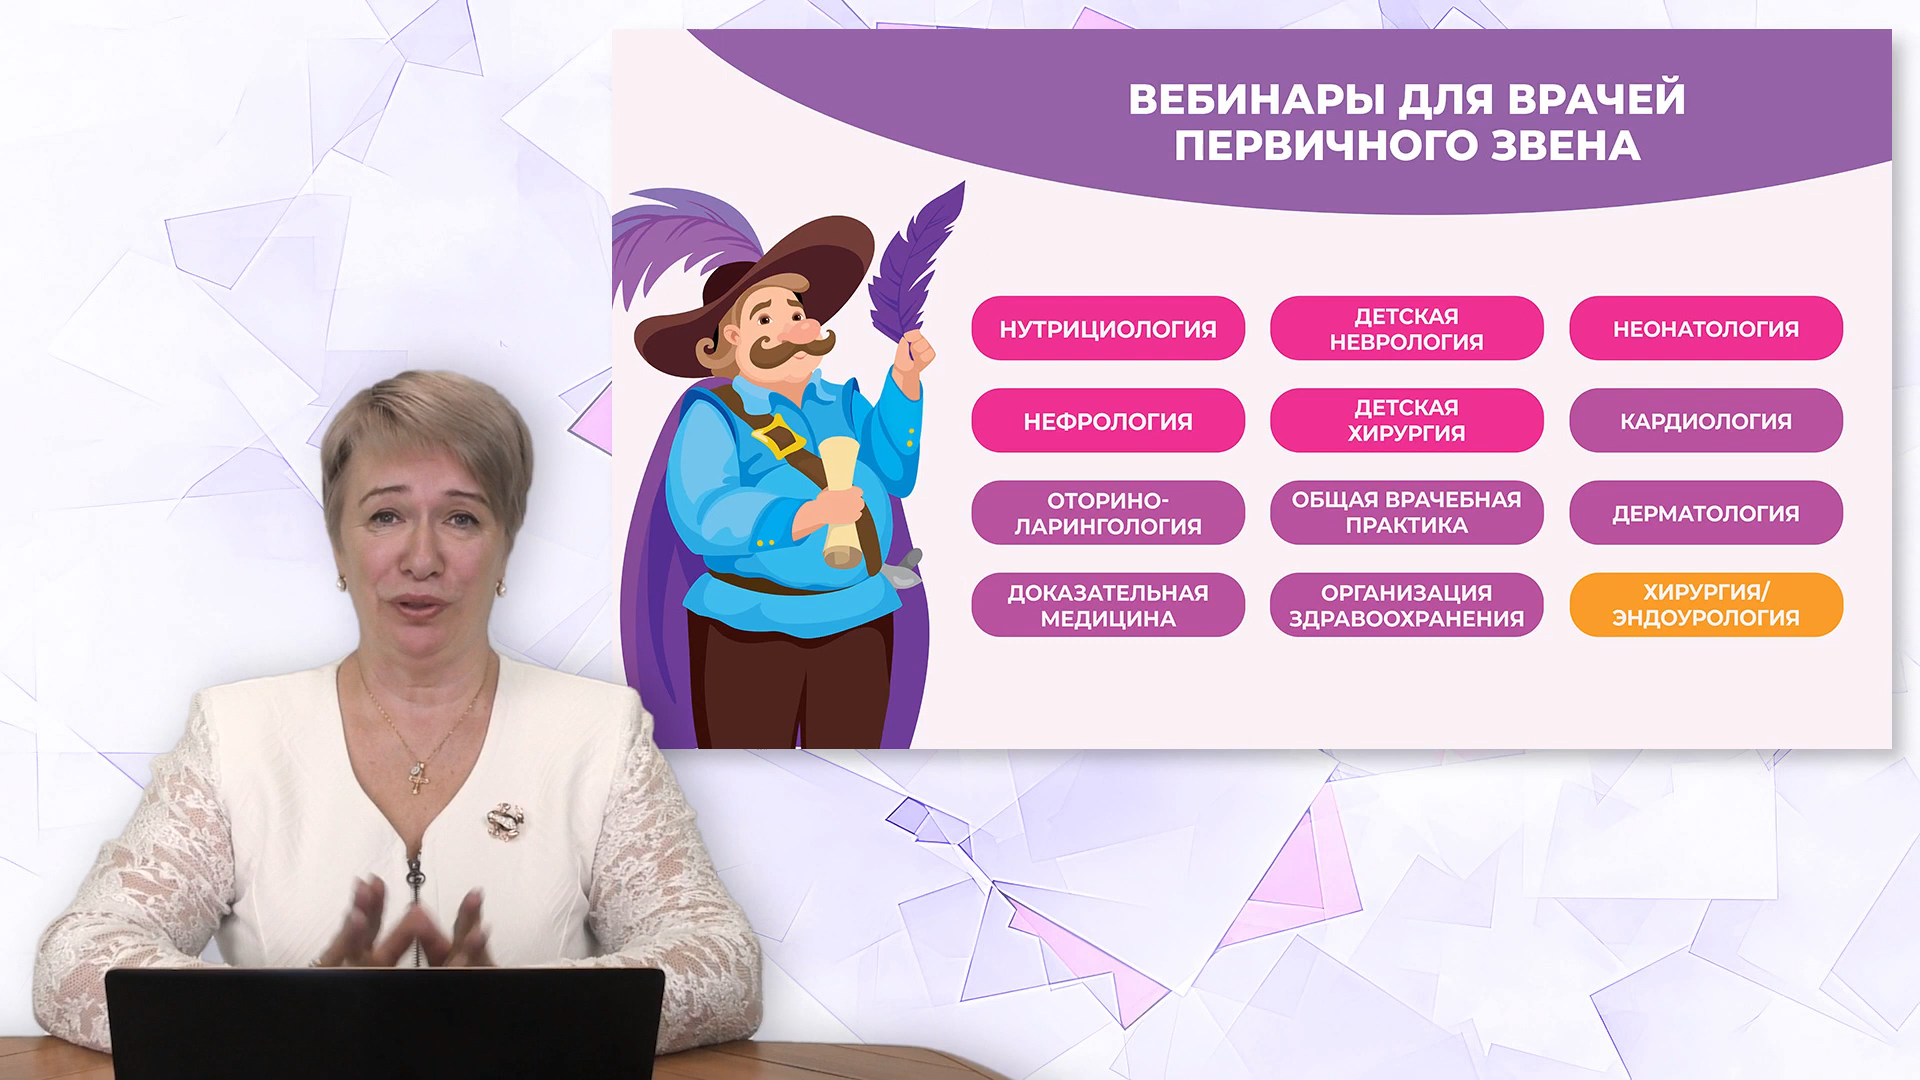 ВЕБИНАРЫ ДЛЯ ВРАЧЕЙ
ПЕРВИЧНОГО ЗВЕНА
НУТРИЦИОЛОГИЯ
ДЕТСКАЯ
НЕВРОЛОГИЯ
НЕОНАТОЛОГИЯ
НЕФРОЛОГИЯ
ДЕТСКАЯ
ХИРУРГИЯ
КАРДИОЛОГИЯ
ОТОРИНО-
ЛАРИНГОЛОГИЯ
ОБЩАЯ ВРАЧЕБНАЯ
ПРАКТИКА
ДЕРМАТОЛОГИЯ
ДОКАЗАТЕЛЬНАЯ
МЕДИЦИНА
ОРГАНИЗАЦИЯ
ЗДРАВООХРАНЕНИЯ
ХИРУРГИЯ/
ЭНДОУРОЛОГИЯ